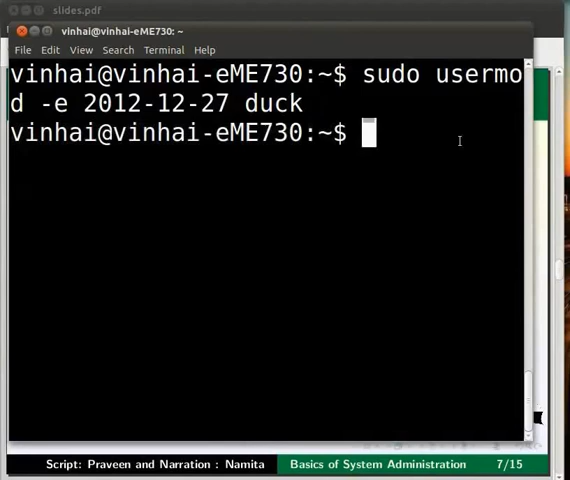 slides.pdf
vinhai@vinhai-eME730: ~
File Edit View Search Terminal Help
vinhai@vinhai-eME730:~$ sudo usermo
d -e 2012-12-27 duck
vinhai@vinhai-eME730:~$
Script: Praveen and Narration : Namita Basics of System Administration 7/15